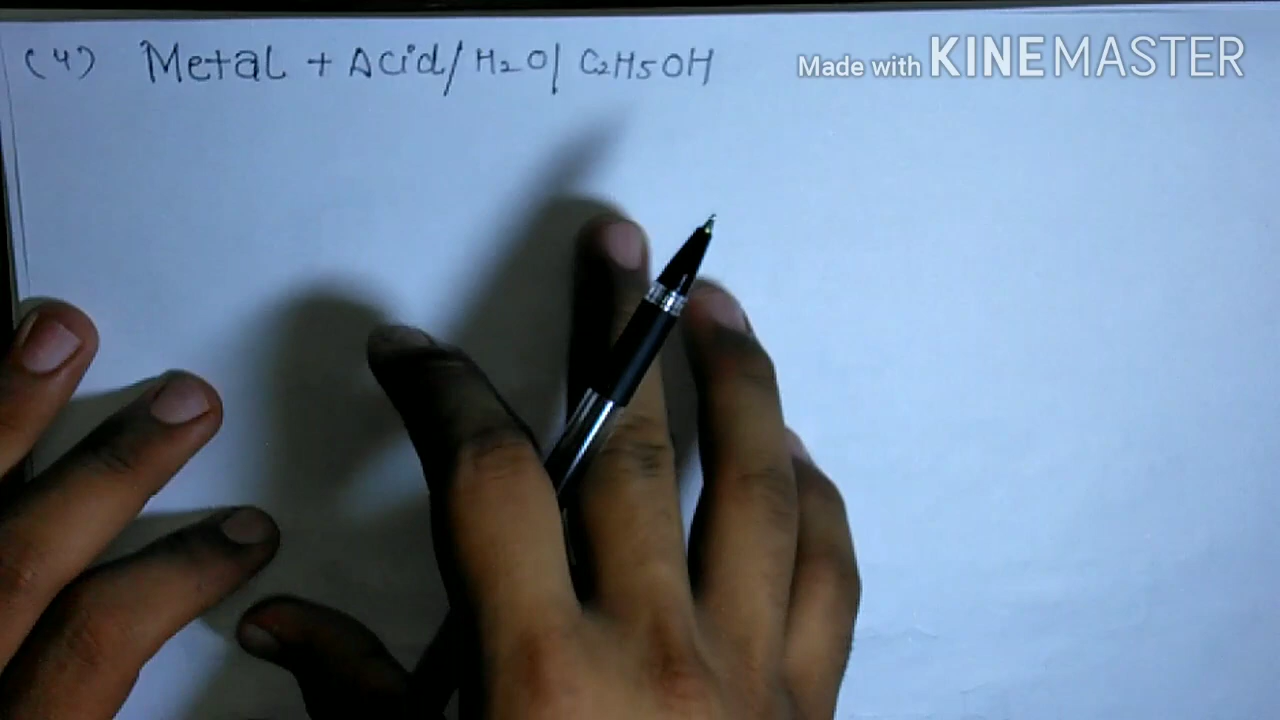 (4) Metal + Acid/H₂O/C₂H₅OH
Made with KINEMASTER